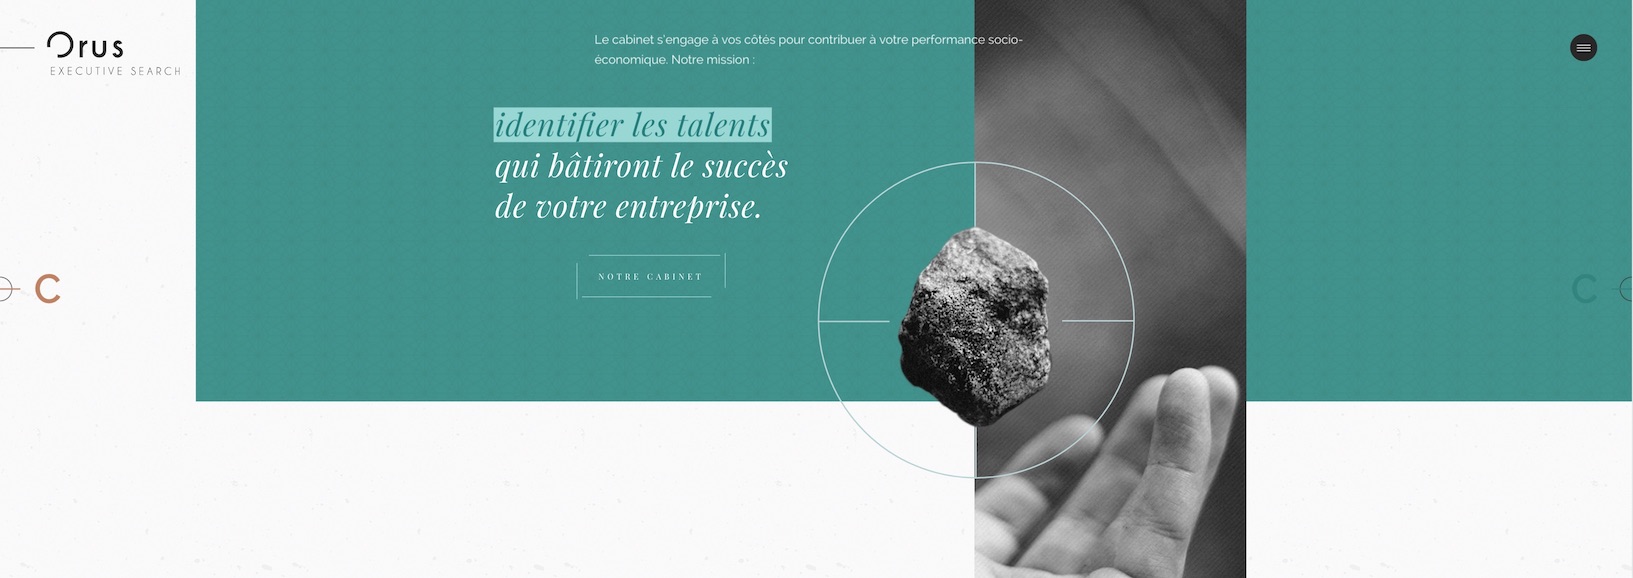 Orus
EXECUTIVE SEARCH
Le cabinet s'engage à vos côtés pour contribuer à votre performance socio-
économique. Notre mission :
identifier les talents
qui bâtiront le succès
de votre entreprise.
NOTRE CABINET
C
C